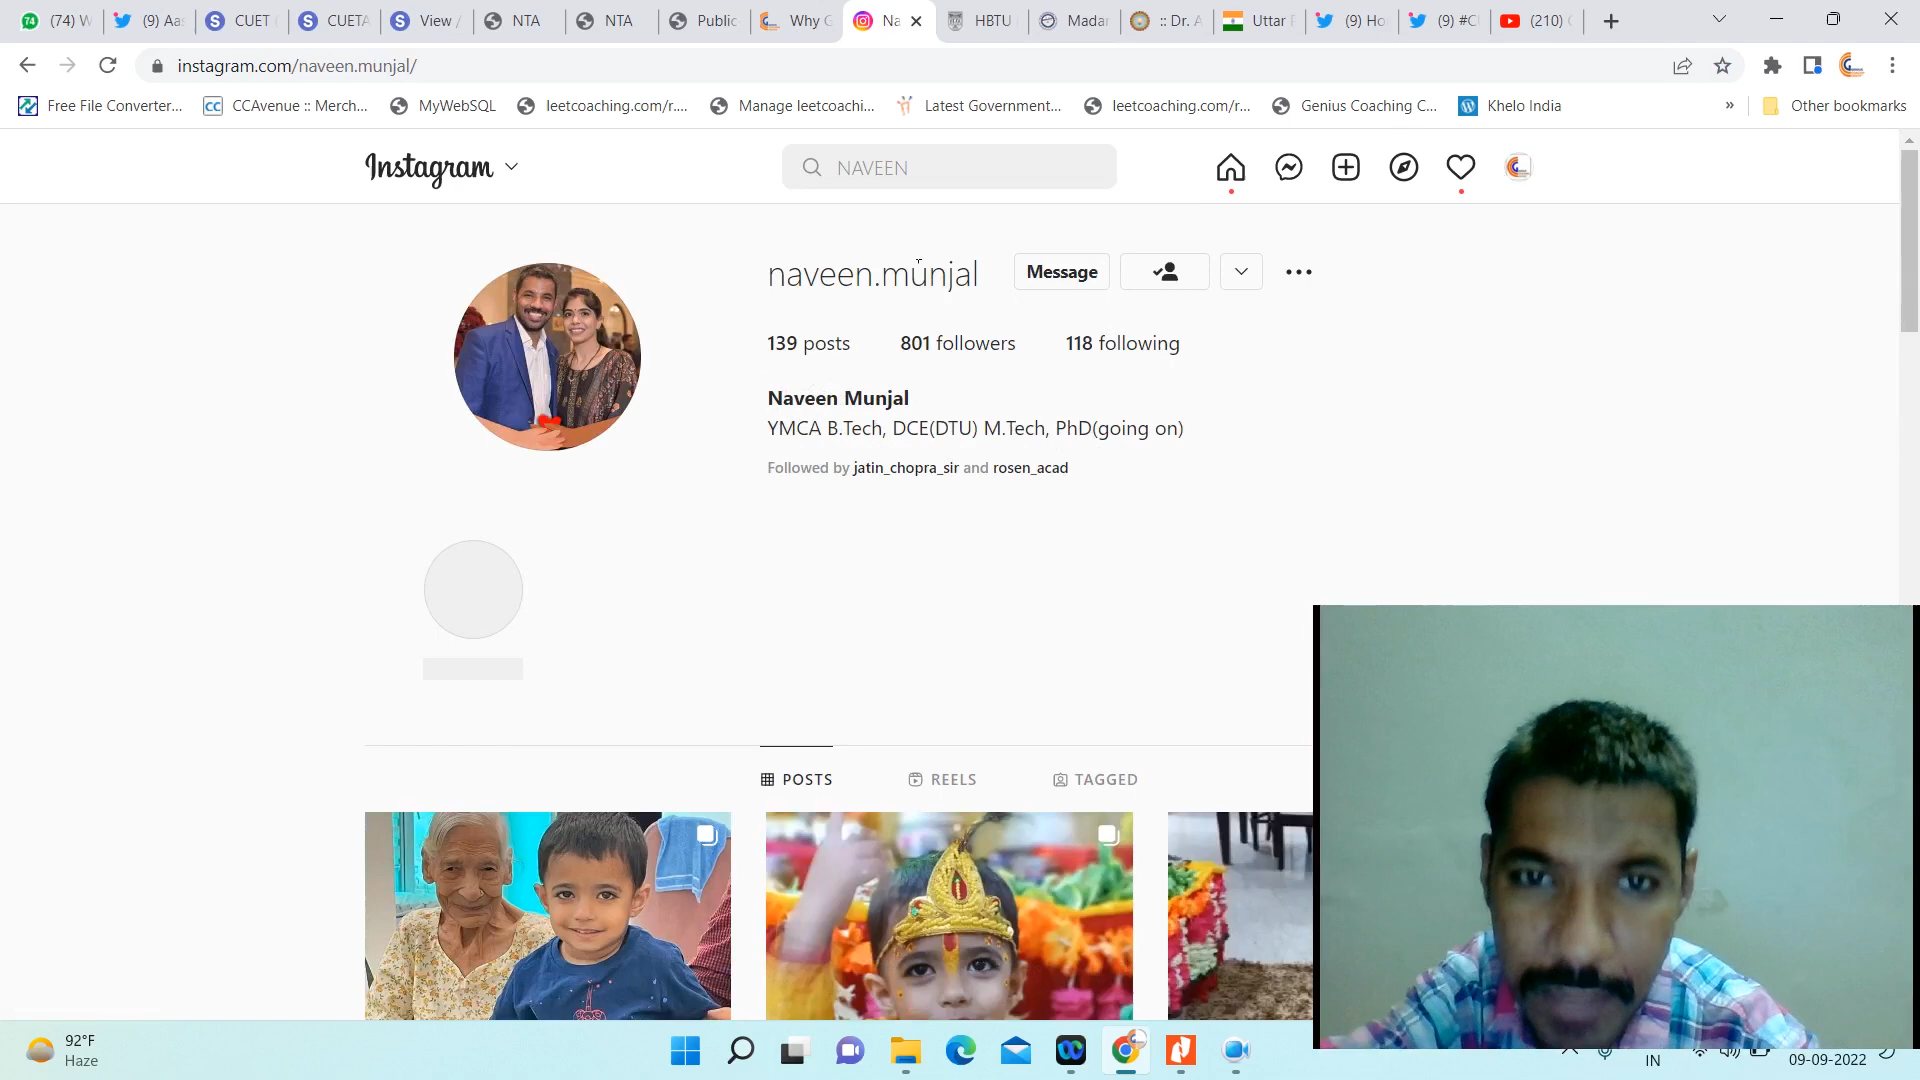 (74) W (9) Aas CUET CUETA View / NTA NTA Public Why G Na HBTU Madar :: Dr. A Uttar P (9) Ho (9) #C (210)
instagram.com/naveen.munjal/
Free File Converter... CCAvenue :: Merch... MyWebSQL leetcoaching.com/r.... Manage leetcoachi... Latest Government... leetcoaching.com/r... Genius Coaching C... Khelo India » Other bookmarks
Instagram NAVEEN
naveen.munjal Message
139 posts 801 followers 118 following
Naveen Munjal
YMCA B.Tech, DCE(DTU) M.Tech, PhD(going on)
Followed by jatin_chopra_sir and rosen_acad
POSTS REELS TAGGED
92°F
Haze
IN
09-09-2022